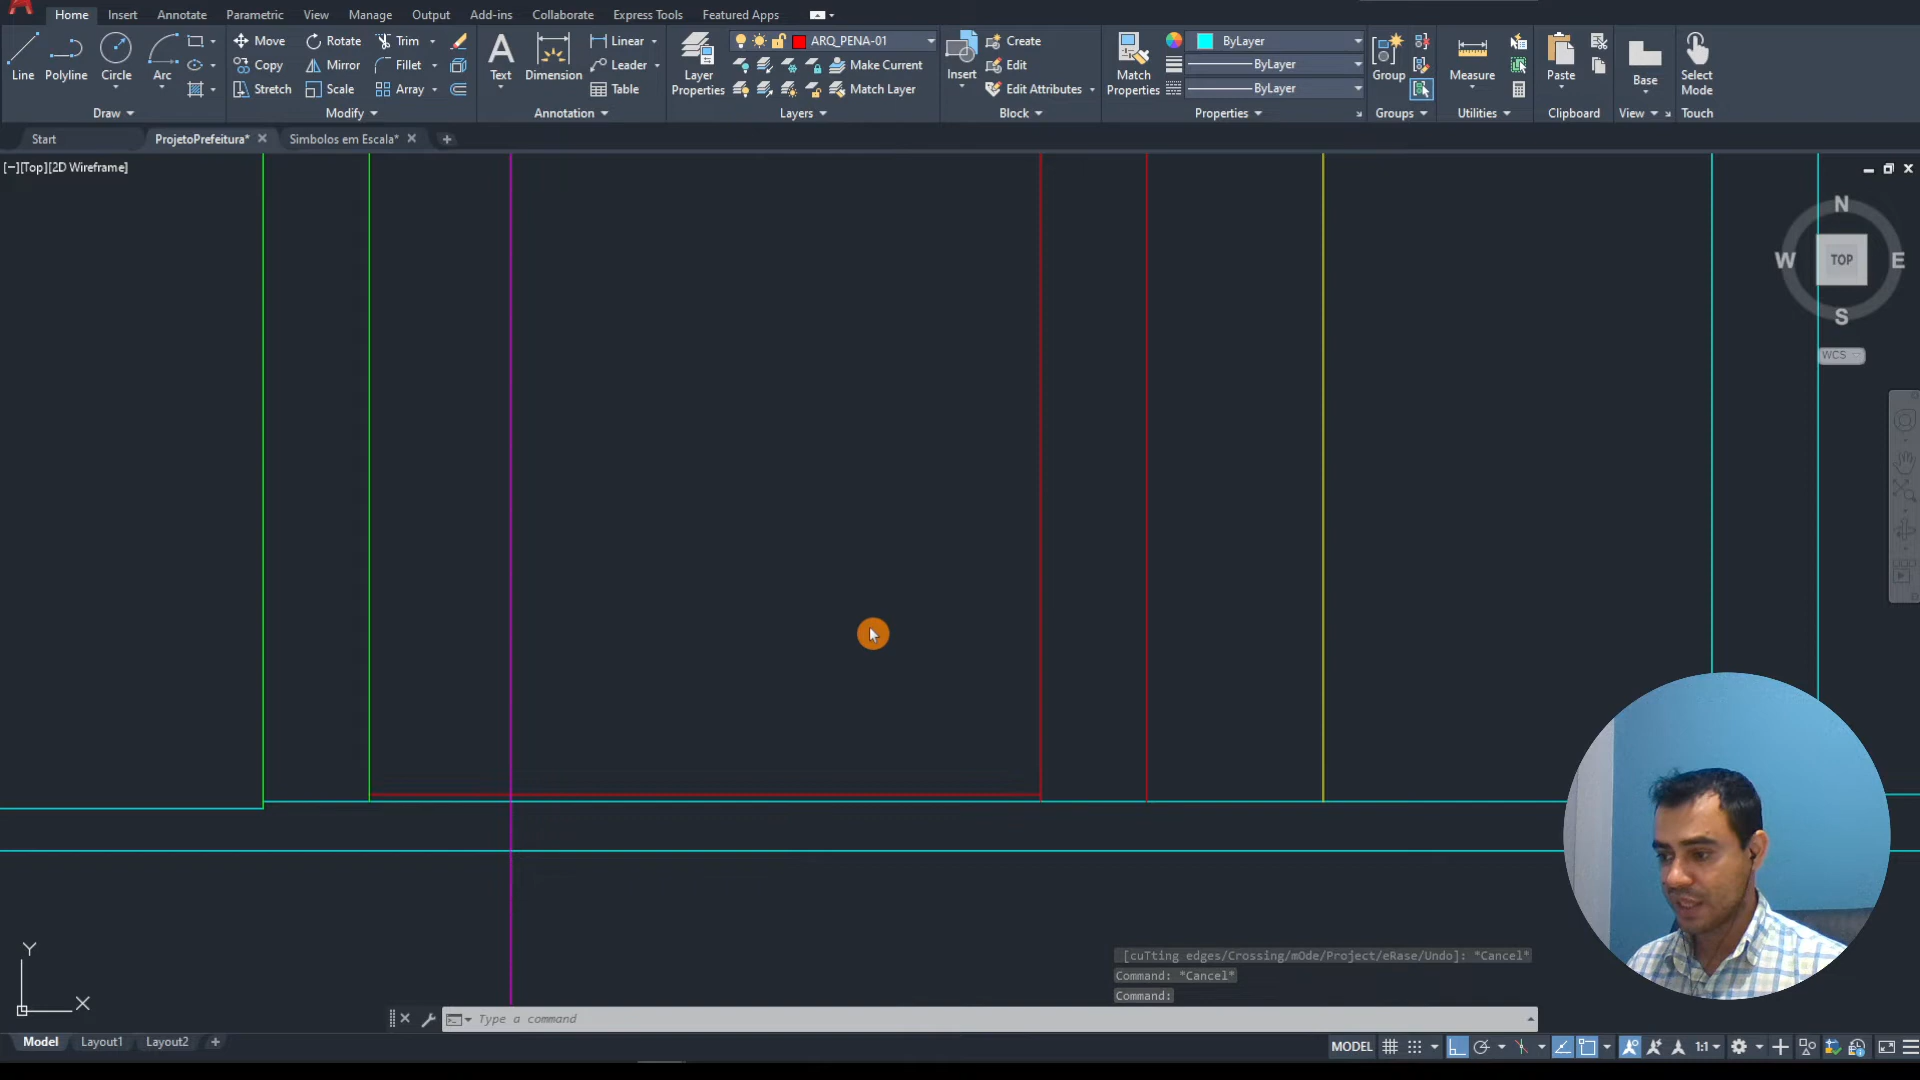 Home Insert Annotate Parametric View Manage Output Add-ins Collaborate Express Tools Featured Apps
Move Rotate Trim Linear ARQ_PENA-01 Create ByLayer
Copy Mirror Fillet Leader Make Current Edit ByLayer
Line Polyline Circle Arc Text Dimension Layer Properties Insert Match Properties Group Measure Paste Base Select Mode
Stretch Scale Array Table Match Layer Edit Attributes ByLayer
Draw Modify Annotation Layers Block Properties Groups Utilities Clipboard View Touch
Start ProjetoPrefeitura* Simbolos em Escala*
[−][Top][2D Wireframe]
N
W TOP E
S
WCS
Y
X
[cuTting edges/Crossing/mOde/Project/eRase/Undo]: *Cancel*
Command: *Cancel*
Command:
Type a command
Model Layout1 Layout2 + MODEL 1:1